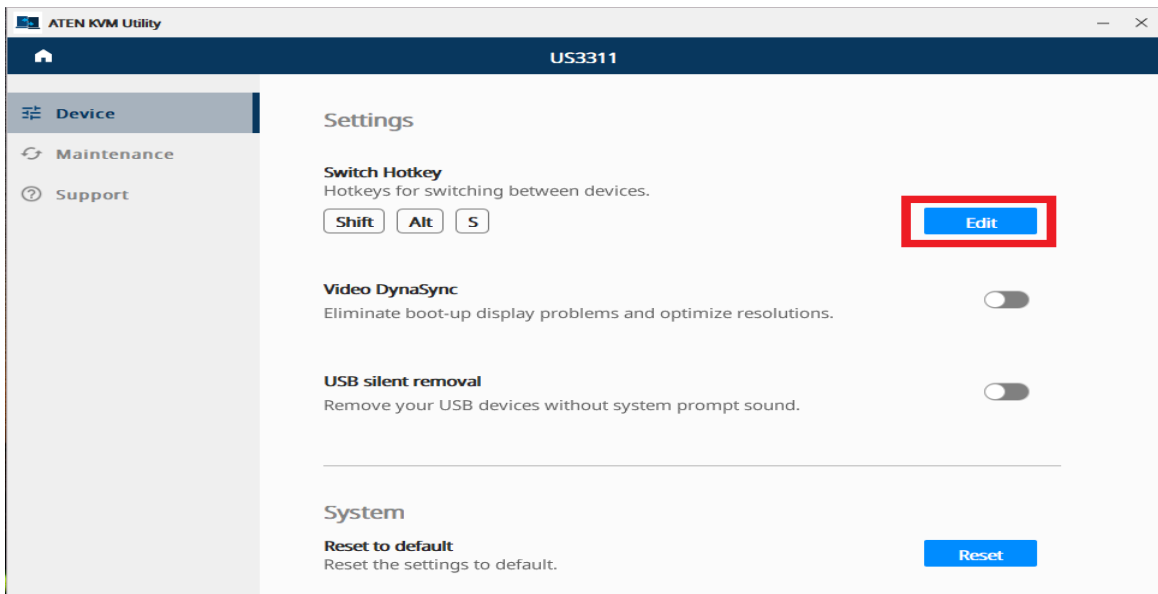 ATEN KVM Utility
US3311
Device
Maintenance
Support
Settings
Switch Hotkey
Hotkeys for switching between devices.
Shift Alt S
Edit
Video DynaSync
Eliminate boot-up display problems and optimize resolutions.
USB silent removal
Remove your USB devices without system prompt sound.
System
Reset to default
Reset the settings to default.
Reset